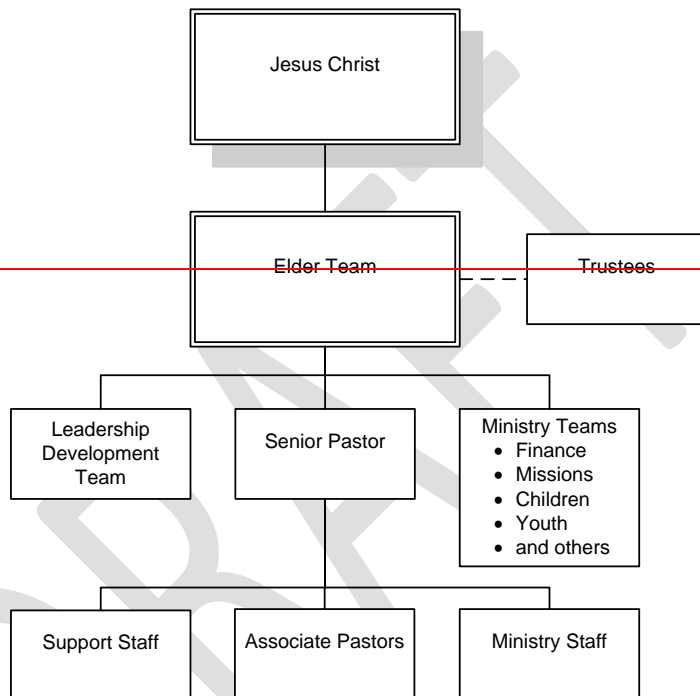 Jesus Christ
Elder Team
Trustees
Leadership
Development
Team
Senior Pastor
Ministry Teams
• Finance
• Missions
• Children
• Youth
• and others
Support Staff
Associate Pastors
Ministry Staff
DRAFT